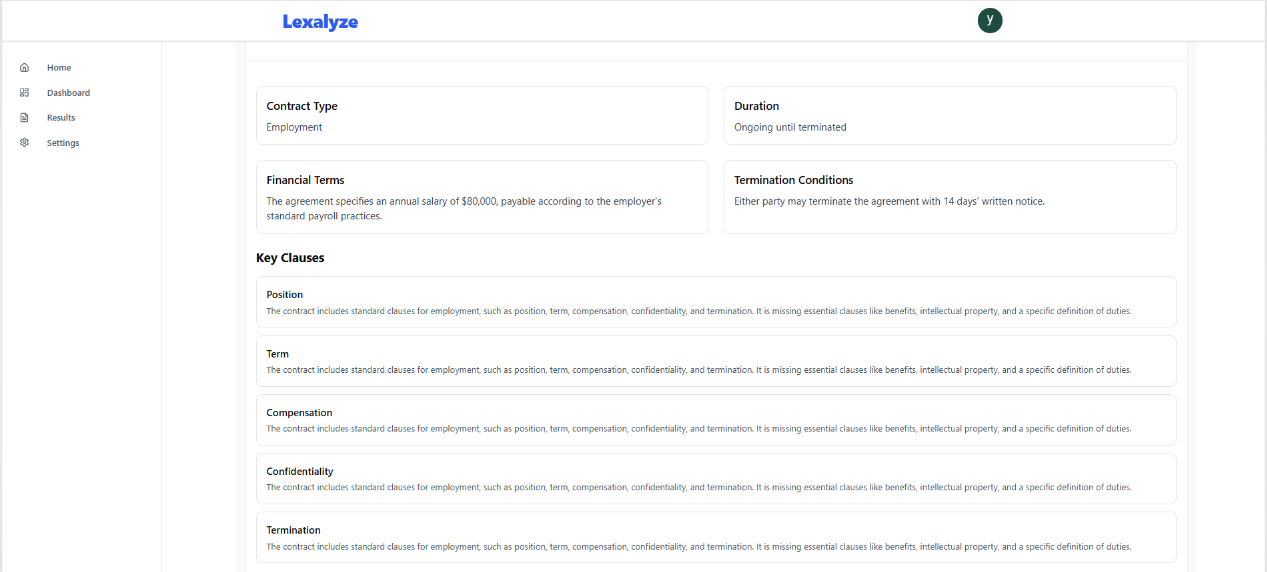 Lexalyze
y
Home
Dashboard
Results
Settings
Contract Type
Employment
Duration
Ongoing until terminated
Financial Terms
The agreement specifies an annual salary of $80,000, payable according to the employer's
standard payroll practices.
Termination Conditions
Either party may terminate the agreement with 14 days' written notice.
Key Clauses
Position
The contract includes standard clauses for employment, such as position, term, compensation, confidentiality, and termination. It is missing essential clauses like benefits, intellectual property, and a specific definition of duties.
Term
The contract includes standard clauses for employment, such as position, term, compensation, confidentiality, and termination. It is missing essential clauses like benefits, intellectual property, and a specific definition of duties.
Compensation
The contract includes standard clauses for employment, such as position, term, compensation, confidentiality, and termination. It is missing essential clauses like benefits, intellectual property, and a specific definition of duties.
Confidentiality
The contract includes standard clauses for employment, such as position, term, compensation, confidentiality, and termination. It is missing essential clauses like benefits, intellectual property, and a specific definition of duties.
Termination
The contract includes standard clauses for employment, such as position, term, compensation, confidentiality, and termination. It is missing essential clauses like benefits, intellectual property, and a specific definition of duties.